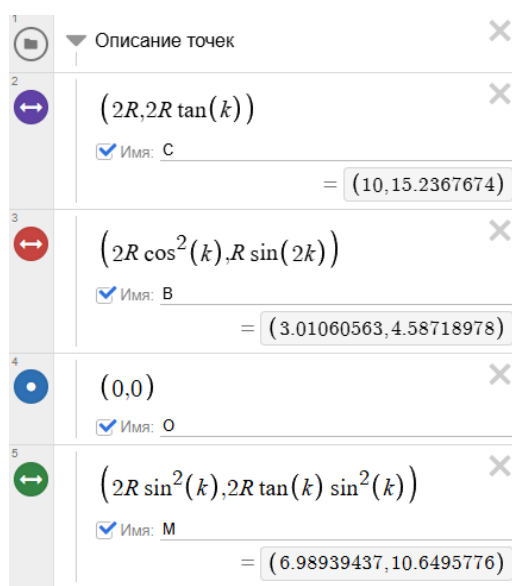 1
Описание точек
2
(2R,2R tan(k))
Имя: C
= (10,15.2367674)
3
(2R cos²(k),R sin(2k))
Имя: B
= (3.01060563,4.58718978)
4
(0,0)
Имя: O
5
(2R sin²(k),2R tan(k) sin²(k))
Имя: M
= (6.98939437,10.6495776)